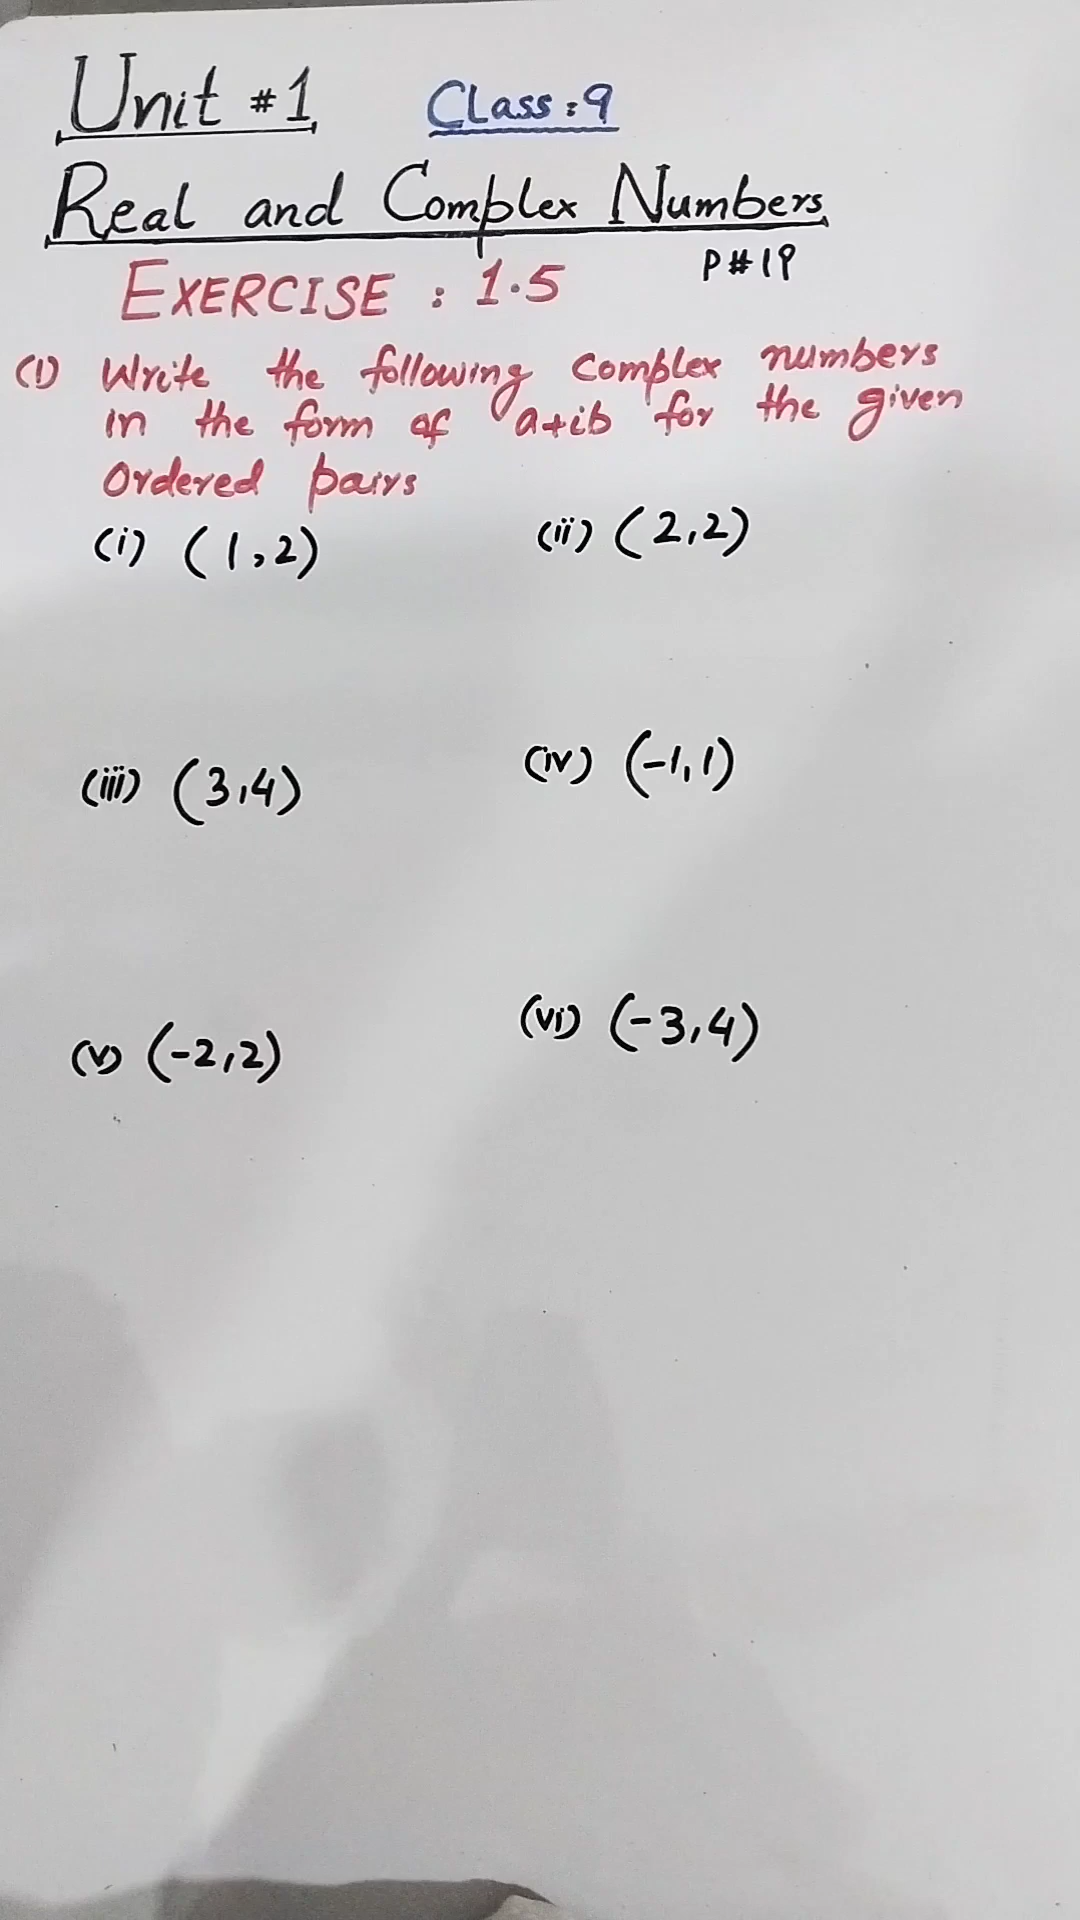 Unit #1 Class:9
Real and Complex Numbers
P#19
EXERCISE : 1.5
(1) Write the following complex numbers
in the form of a+ib for the given
Ordered pairs
(i) (1,2) (ii) (2,2)
(iii) (3,4) (iv) (-1,1)
(v) (-2,2) (vi) (-3,4)